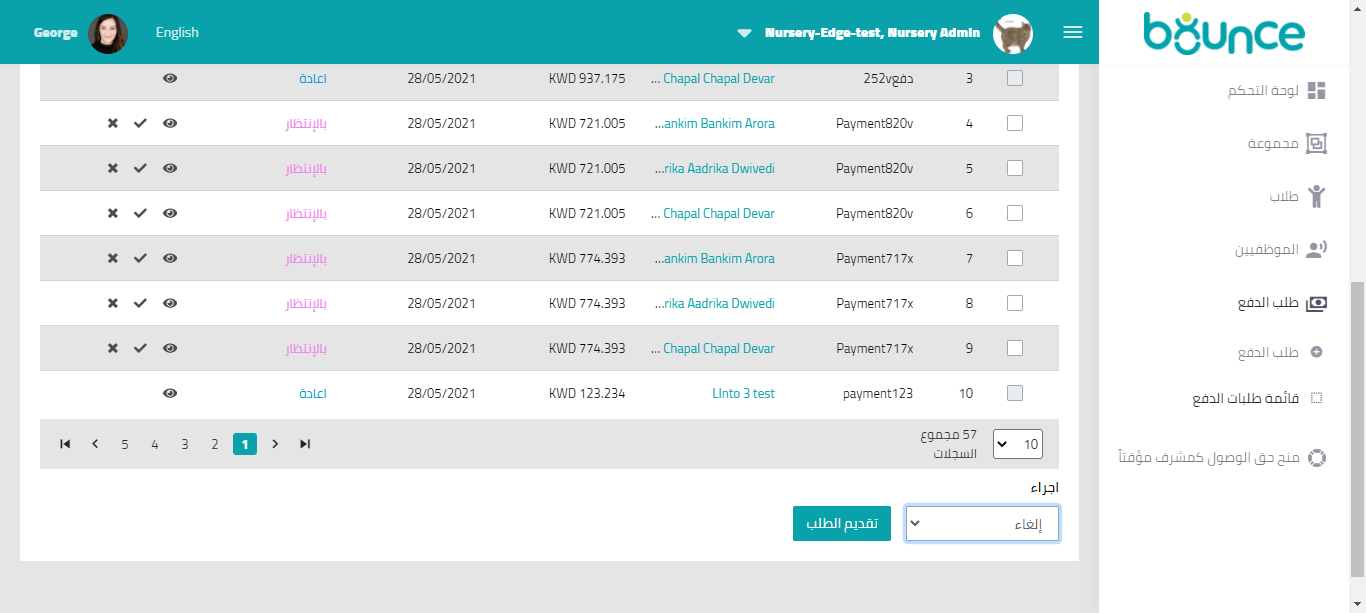 bounce
Nursery-Edge-test, Nursery Admin
English
George
لوحة التحكم
مجموعة
طلاب
الموظفيين
طلب الدفع
طلب الدفع
قائمة طلبات الدفع
منح حق الوصول كمشرف مؤقتاً
3 دفع252v Chapal Chapal Devar ... KWD 937.175 28/05/2021 اعادة
4 Payment820v ...ankim Bankim Arora KWD 721.005 28/05/2021 بالإنتظار
5 Payment820v ...rika Aadrika Dwivedi KWD 721.005 28/05/2021 بالإنتظار
6 Payment820v ... Chapal Chapal Devar KWD 721.005 28/05/2021 بالإنتظار
7 Payment717x ...ankim Bankim Arora KWD 774.393 28/05/2021 بالإنتظار
8 Payment717x ...rika Aadrika Dwivedi KWD 774.393 28/05/2021 بالإنتظار
9 Payment717x ... Chapal Chapal Devar KWD 774.393 28/05/2021 بالإنتظار
10 payment123 LInto 3 test KWD 123.234 28/05/2021 اعادة
10
57 مجموع
السجلات
1 2 3 4 5
اجراء
إلغاء
تقديم الطلب